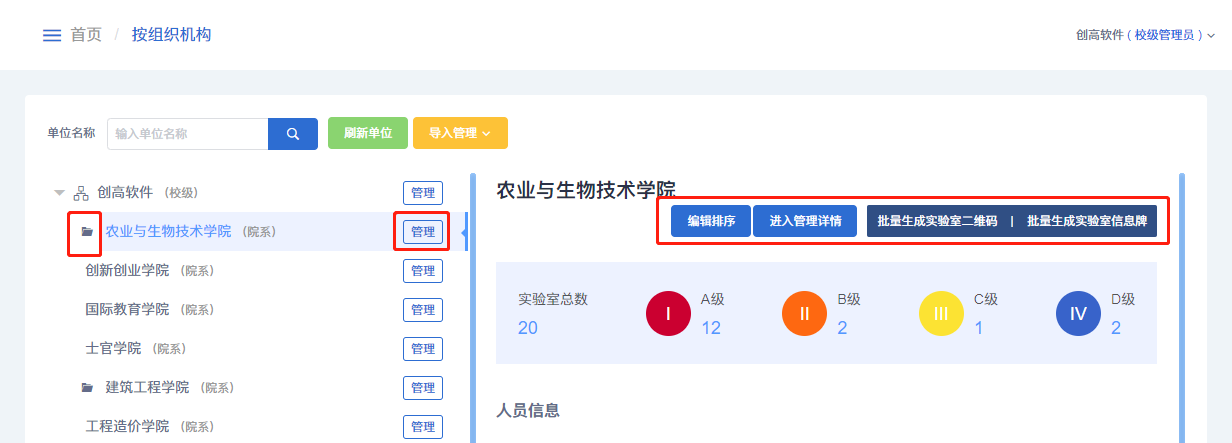 首页 / 按组织机构
创高软件（校级管理员）
单位名称 输入单位名称 刷新单位 导入管理
创高软件 （校级） 管理
农业与生物技术学院 （院系） 管理
创新创业学院 （院系） 管理
国际教育学院 （院系） 管理
士官学院 （院系） 管理
建筑工程学院 （院系） 管理
工程造价学院 （院系） 管理
农业与生物技术学院
编辑排序 进入管理详情 批量生成实验室二维码 | 批量生成实验室信息牌
实验室总数 A级 B级 C级 D级
20 I 12 II 2 III 1 IV 2
人员信息